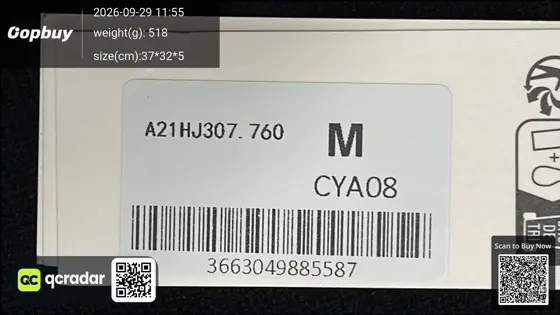 2026-09-29 11:55
Oopbuy
weight(g): 518
size(cm):37*32*5
A21HJ307.760
M
CYA08
3663049885587
Scan to Buy Now
QC qcradar